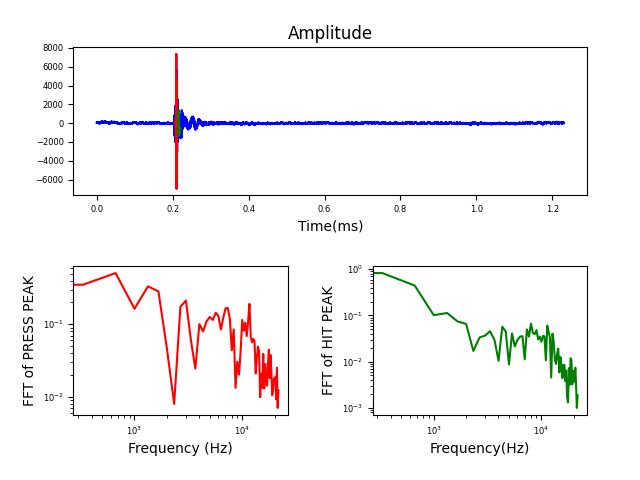 Amplitude
8000
6000
4000
2000
0
−2000
−4000
−6000
0.0 0.2 0.4 0.6 0.8 1.0 1.2
Time(ms)
FFT of PRESS PEAK
10⁻¹
10⁻²
10³ 10⁴
Frequency (Hz)
FFT of HIT PEAK
10⁰
10⁻¹
10⁻²
10⁻³
10³ 10⁴
Frequency(Hz)